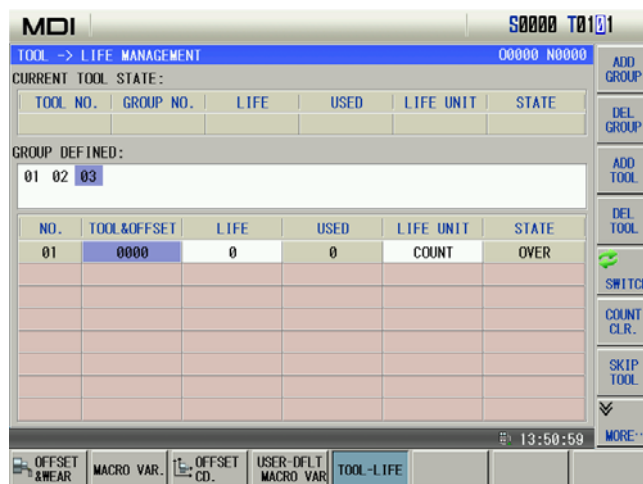 MDI S0000 T0101
TOOL -> LIFE MANAGEMENT O0000 N0000
CURRENT TOOL STATE:
TOOL NO. GROUP NO. LIFE USED LIFE UNIT STATE
GROUP DEFINED:
01 02 03
NO. TOOL&OFFSET LIFE USED LIFE UNIT STATE
01 0000 0 0 COUNT OVER
13:50:59
ADD
GROUP
DEL
GROUP
ADD
TOOL
DEL
TOOL
SWITC
COUNT
CLR.
SKIP
TOOL
MORE··
OFFSET
&WEAR
MACRO VAR.
OFFSET
CD.
USER-DFLT
MACRO VAR
TOOL-LIFE